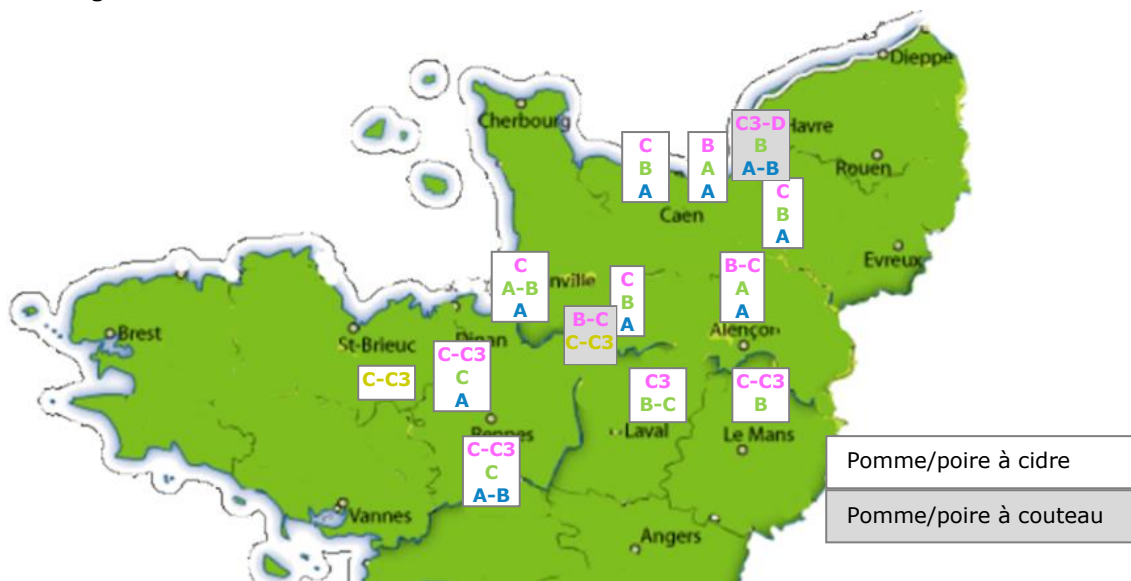 Dieppe
Cherbourg
C3-D
B
A-B
Havre
Rouen
C
B
A
B
A
A
Caen
C
B
A
Evreux
C
A-B
A
nville
C
B
A
B-C
A
A
Alençon
B-C
C-C3
Brest
St-Brieuc
Dinan
C-C3
C-C3
C
A
C3
B-C
C-C3
B
Rennes
Laval
Le Mans
C-C3
C
A-B
Pomme/poire à cidre
Pomme/poire à couteau
Vannes
Angers